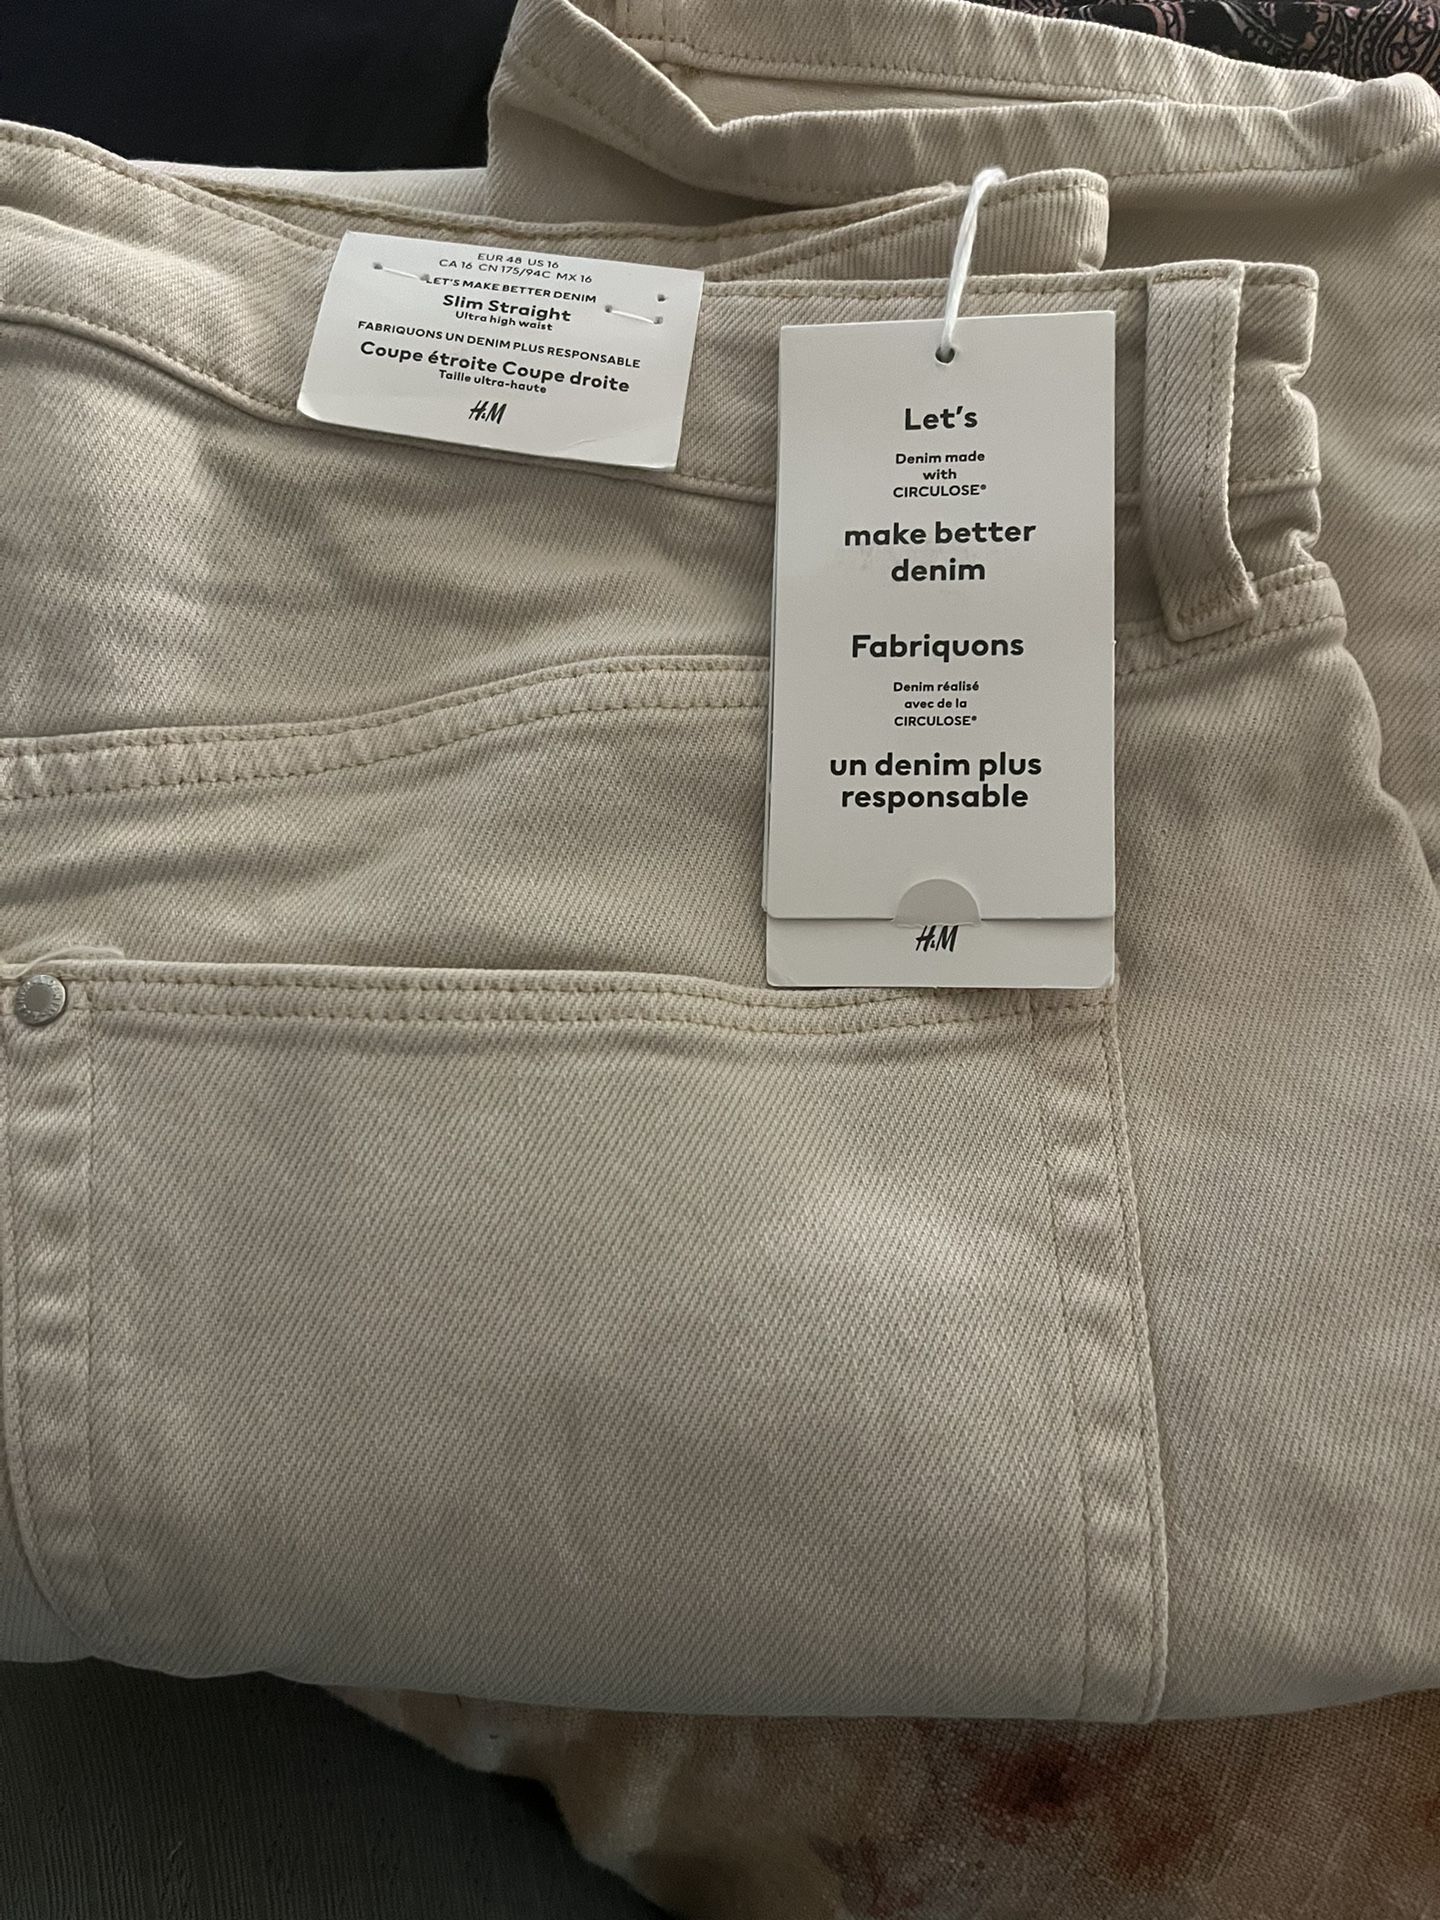 EUR 48 US 16
CA 16 CN 175/94C MX 16
LET'S MAKE BETTER DENIM
Slim Straight
Ultra high waist
FABRIQUONS UN DENIM PLUS RESPONSABLE
Coupe étroite Coupe droite
Taille ultra-haute
H&M
Let's
Denim made
with
CIRCULOSE®
make better
denim
Fabriquons
Denim réalisé
avec de la
CIRCULOSE®
un denim plus
responsable
H&M